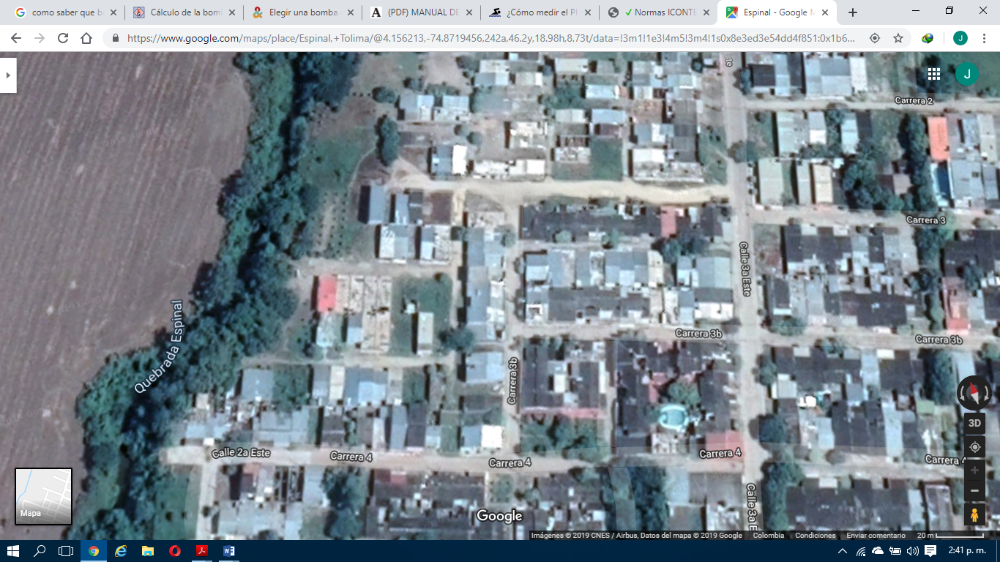 como saber que b
Cálculo de la bom
Elegir una bomba
(PDF) MANUAL DE
¿Cómo medir el PH
Normas ICONTE
Espinal - Google M
https://www.google.com/maps/place/Espinal,+Tolima/@4.156213,-74.8719456,242a,46.2y,18.98h,8.73t/data=!3m1!1e3!4m5!3m4!1s0x8e3ed3e54dd4f851:0x1b6...
J
J
ste
Carrera 2
Carrera 3
Calle 3a Este
Quebrada Espinal
Carrera 3b
Carrera 3b
Carrera 3b
3D
Calle 2a Este
Carrera 4
Carrera 4
Carrera 4
Carrera 4
Calle 3a E
Mapa
Google
Imágenes © 2019 CNES / Airbus, Datos del mapa © 2019 Google
Colombia
Condiciones
Enviar comentario
20 m
2:41 p. m.